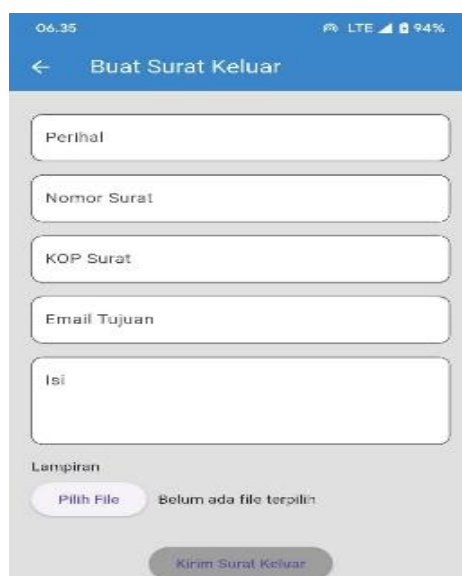 06.35 LTE 94%
Buat Surat Keluar
Perihal
Nomor Surat
KOP Surat
Email Tujuan
Isi
Lampiran
Pilih File Belum ada file terpilih
Kirim Surat Keluar